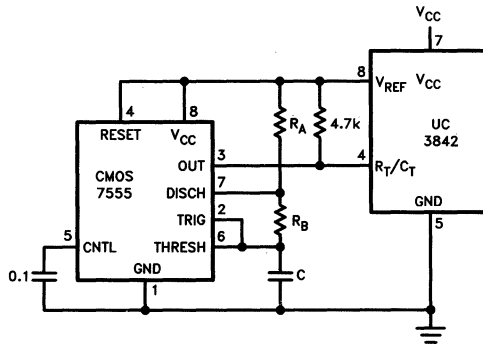 V_CC
7
8
V_REF V_CC
4 8
RESET V_CC
R_A 4.7k
UC
3842
CMOS
7555
3
OUT
4
R_T/C_T
7
DISCH
2
TRIG
R_B
GND
5
5
CNTL
6
THRESH
0.1
GND
1
C